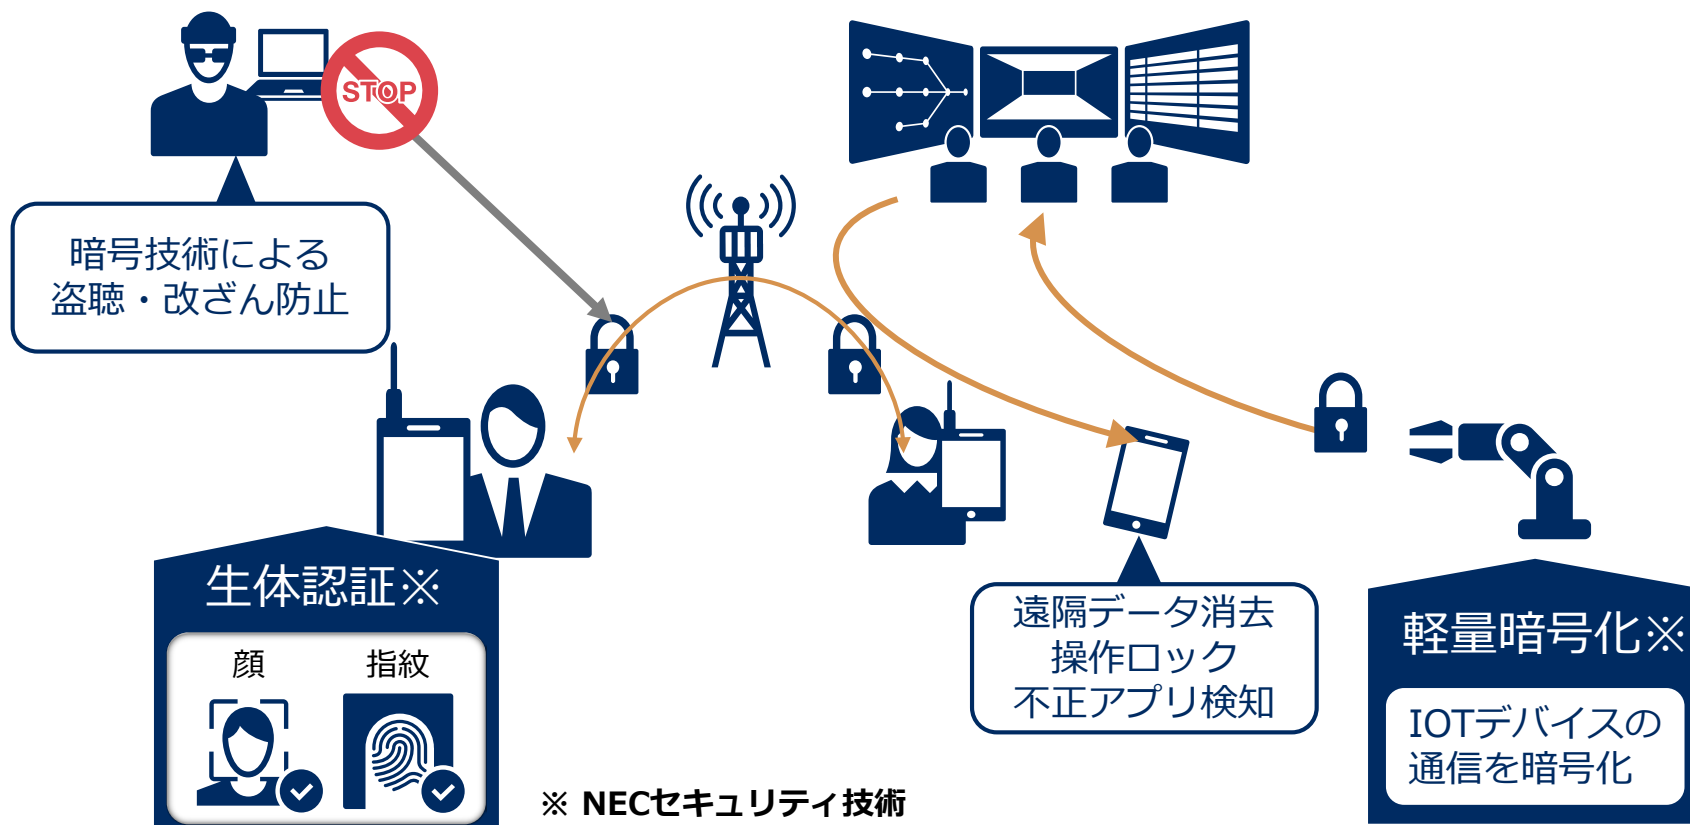 STOP
暗号技術による
盗聴・改ざん防止
生体認証※
顔
指紋
遠隔データ消去
操作ロック
不正アプリ検知
軽量暗号化※
IOTデバイスの
通信を暗号化
※ NECセキュリティ技術